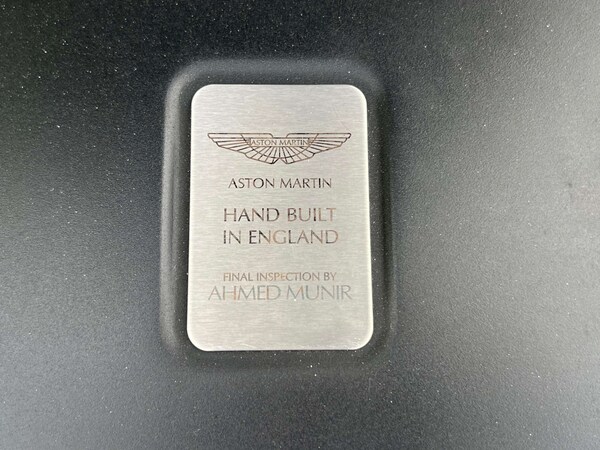 ASTON MARTIN
ASTON MARTIN
HAND BUILT
IN ENGLAND
FINAL INSPECTION BY
AHMED MUNIR